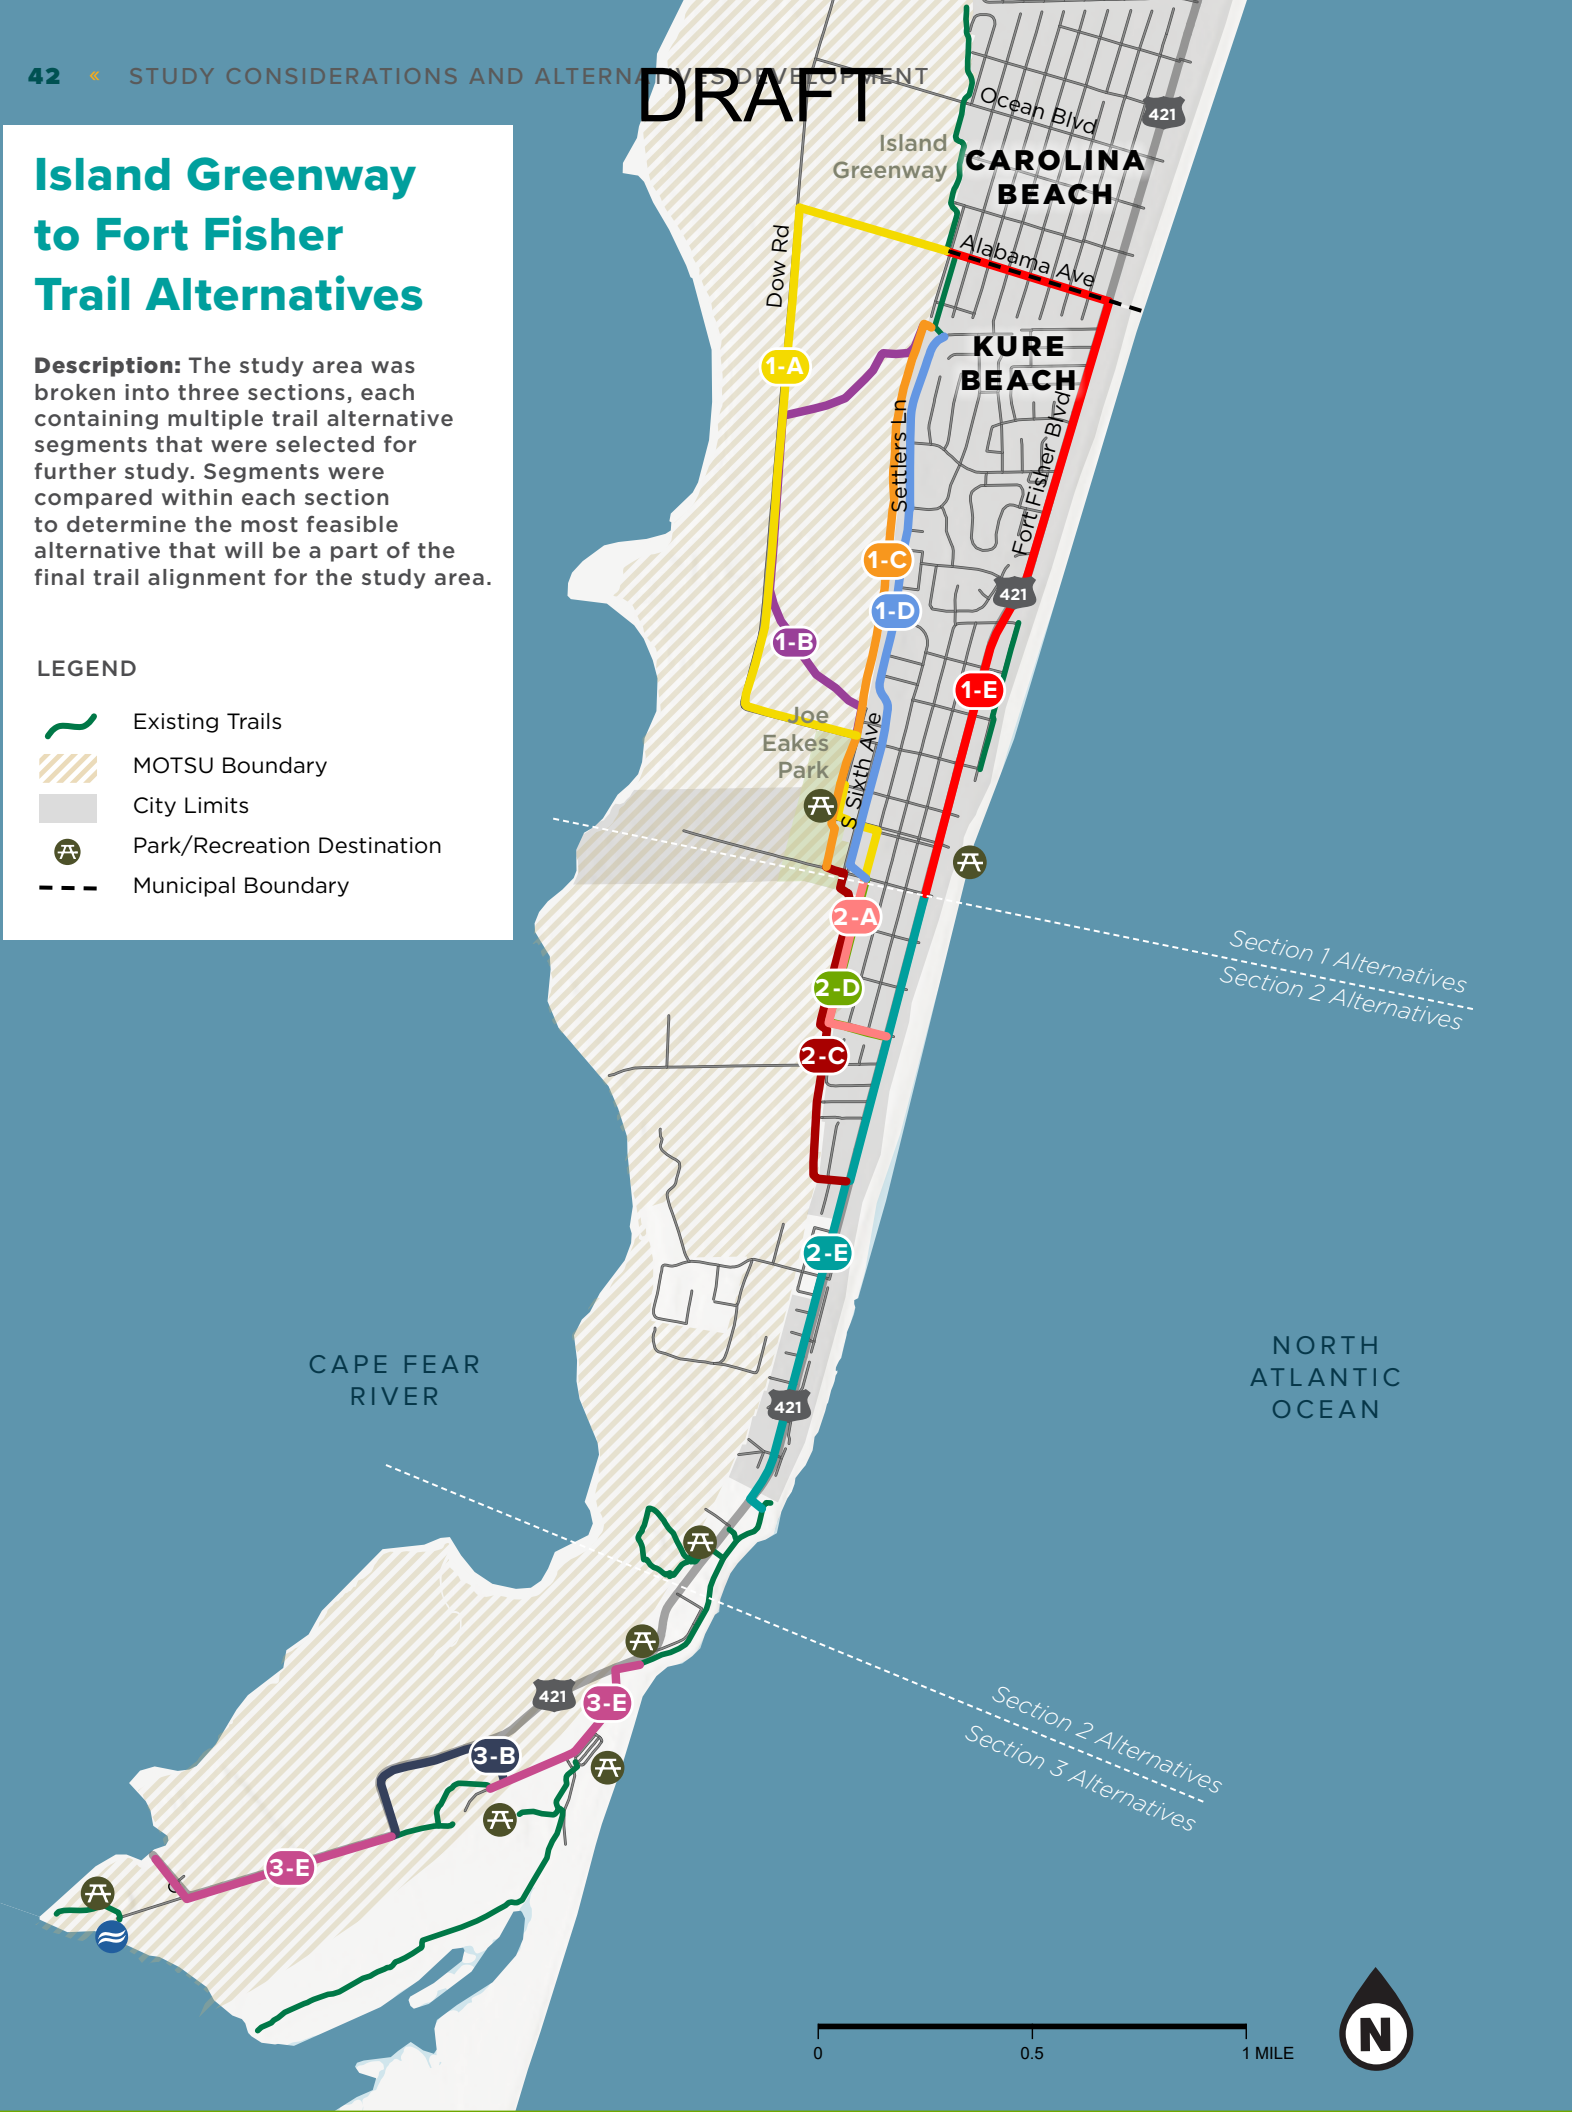 42 « STUDY CONSIDERATIONS AND ALTERNATIVES DEVELOPMENT
DRAFT
Island Greenway
to Fort Fisher
Trail Alternatives
Description: The study area was
broken into three sections, each
containing multiple trail alternative
segments that were selected for
further study. Segments were
compared within each section
to determine the most feasible
alternative that will be a part of the
final trail alignment for the study area.
LEGEND
Existing Trails
MOTSU Boundary
City Limits
Park/Recreation Destination
Municipal Boundary
Ocean Blvd
421
Island
Greenway
CAROLINA
BEACH
Alabama Ave
Dow Rd
KURE
BEACH
1-A
Settlers Ln
Fort Fisher Blvd
1-C
421
1-D
1-B
1-E
Joe
Eakes
Park
S Sixth Ave
2-A
Section 1 Alternatives
Section 2 Alternatives
2-D
2-C
2-E
CAPE FEAR
RIVER
NORTH
ATLANTIC
OCEAN
421
421
3-E
Section 2 Alternatives
Section 3 Alternatives
3-B
3-E
0
0.5
1 MILE
N